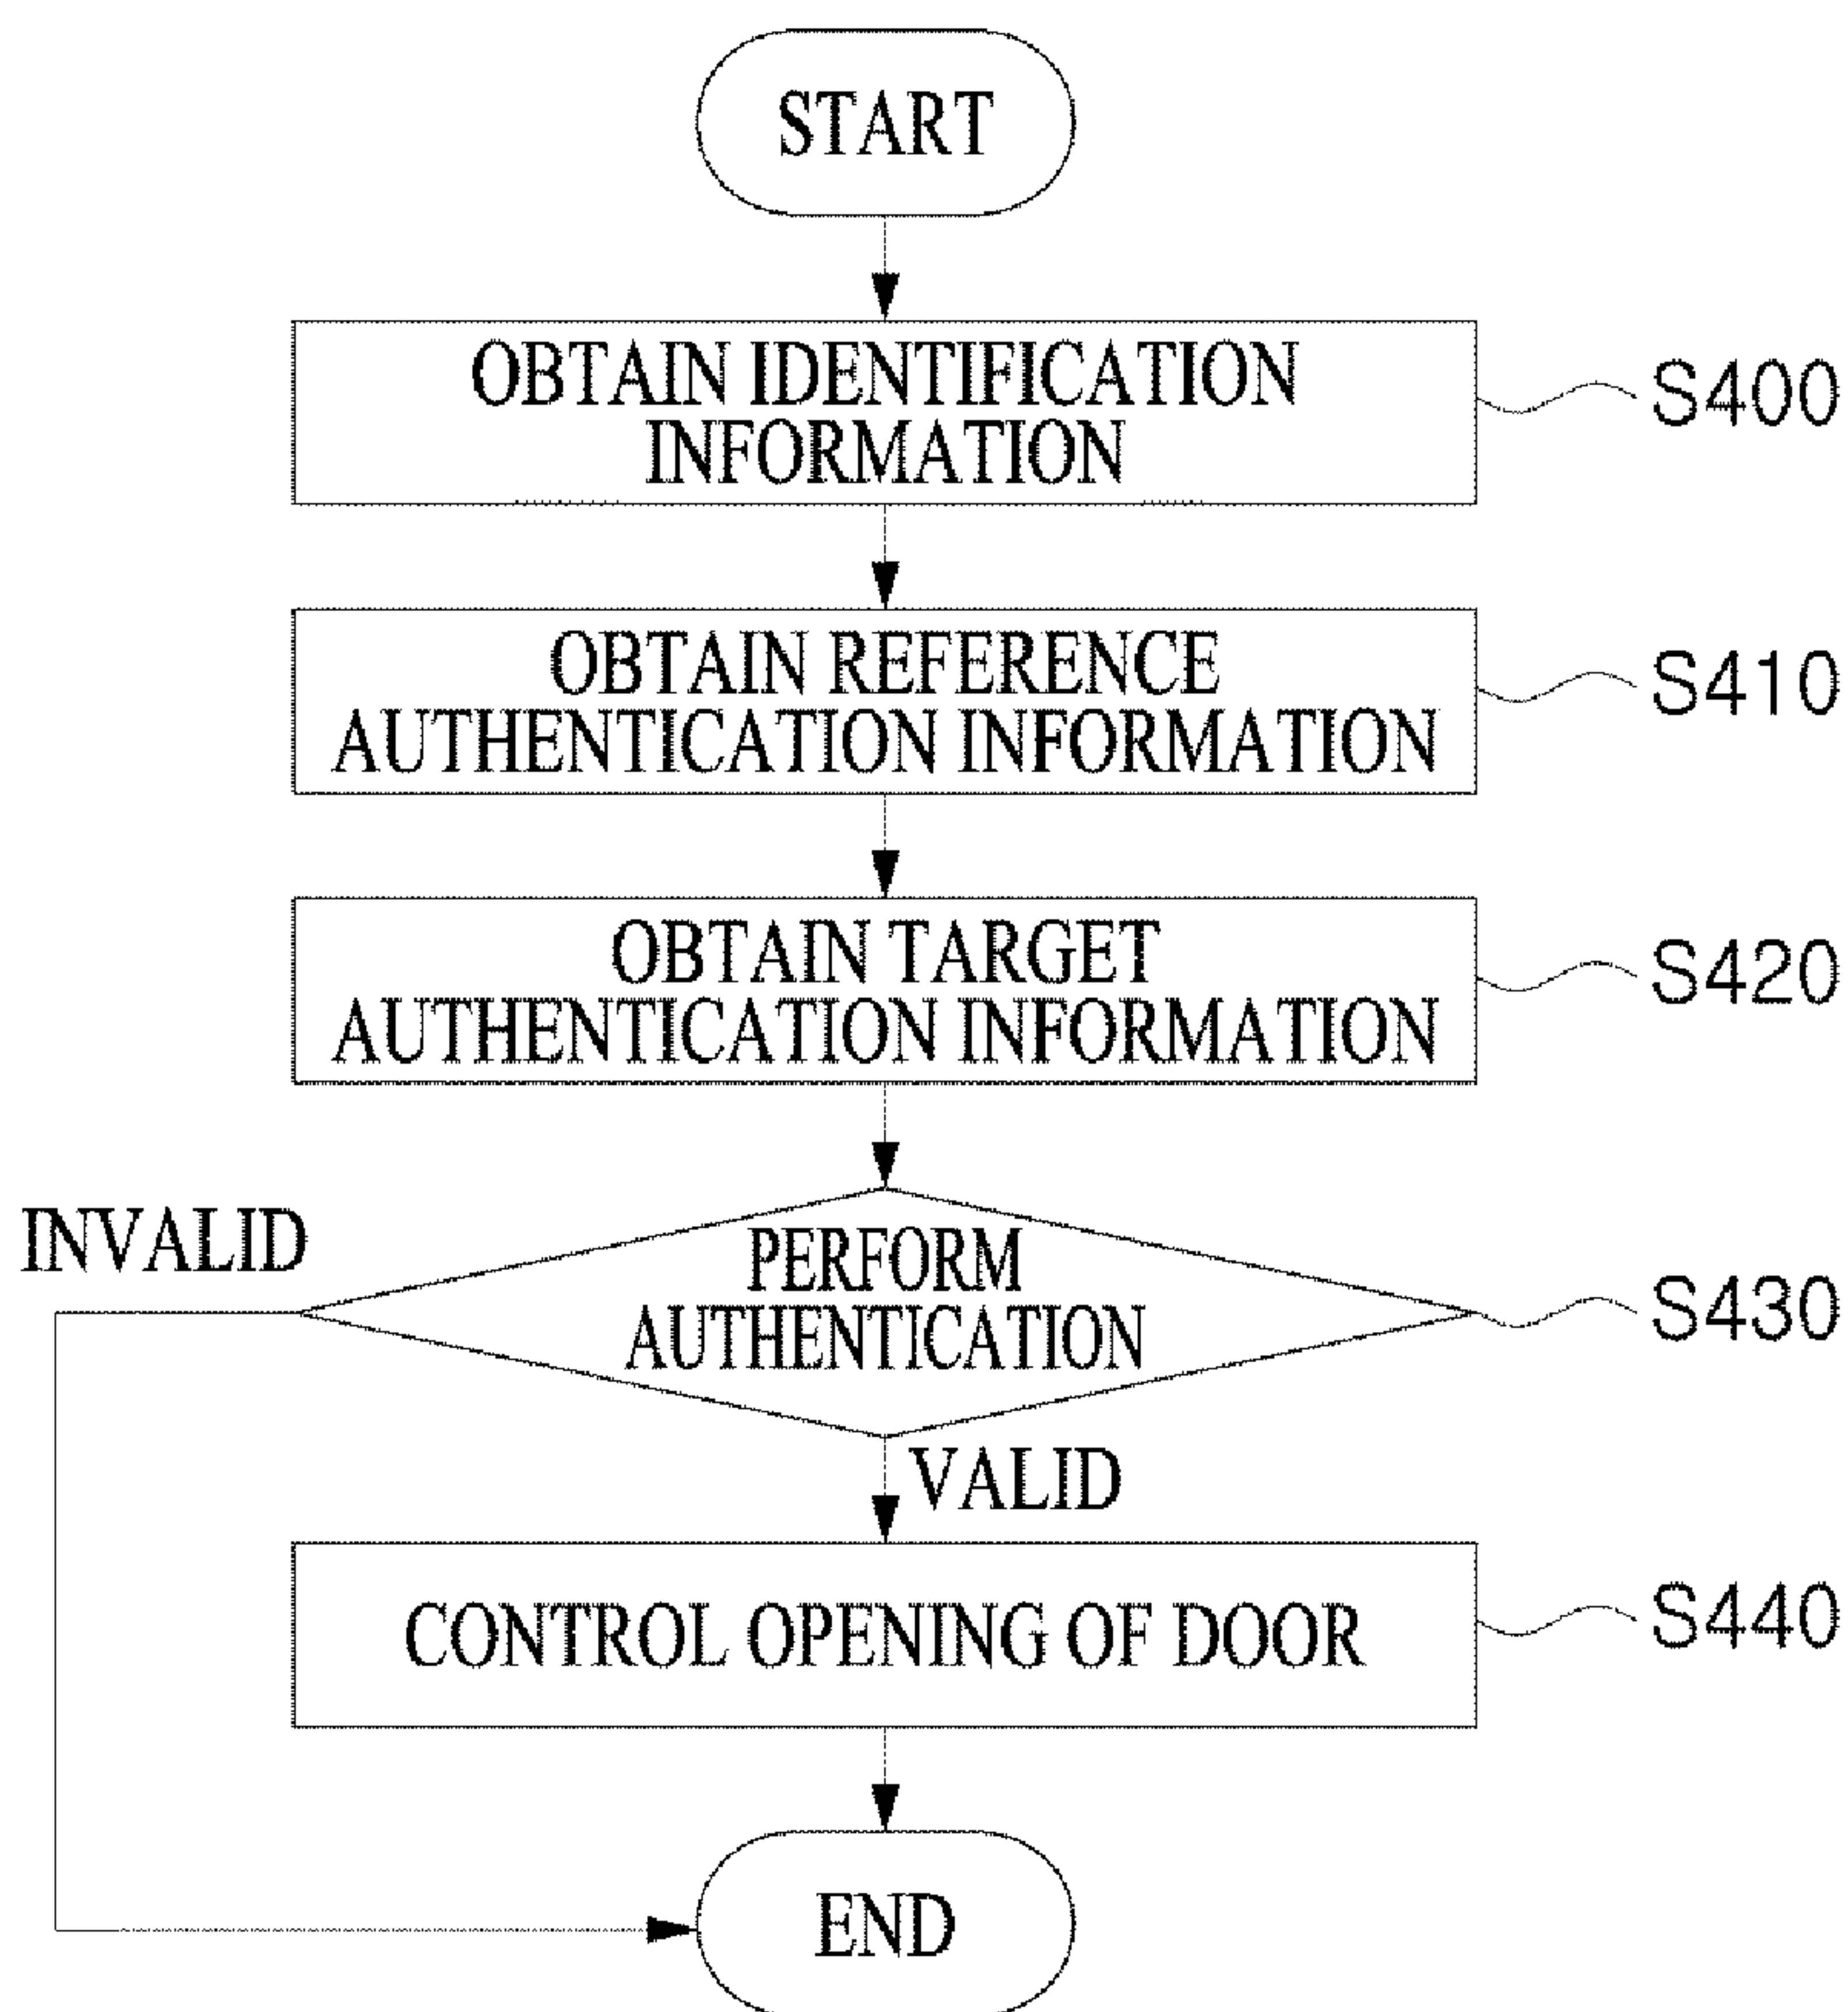 START
OBTAIN IDENTIFICATION
INFORMATION
S400
OBTAIN REFERENCE
AUTHENTICATION INFORMATION
S410
OBTAIN TARGET
AUTHENTICATION INFORMATION
S420
INVALID
PERFORM
AUTHENTICATION
S430
VALID
CONTROL OPENING OF DOOR
S440
END